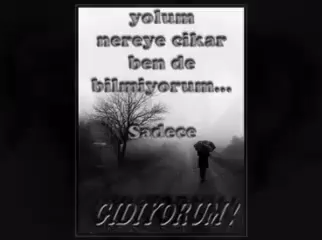 yolum
nereye cikar
ben de
bilmiyorum...
Sadece
GIDIYORUM!